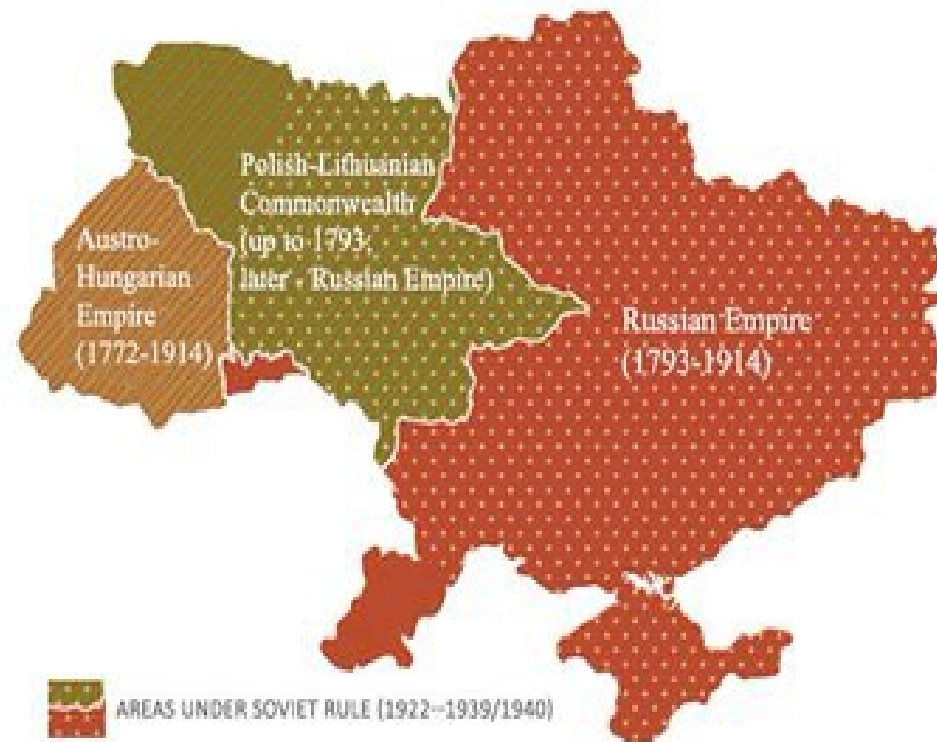 Polish-Lithuanian
Commonwealth
(up to 1793;
later - Russian Empire)
Austro-
Hungarian
Empire
(1772-1914)
Russian Empire
(1793-1914)
AREAS UNDER SOVIET RULE (1922–1939/1940)